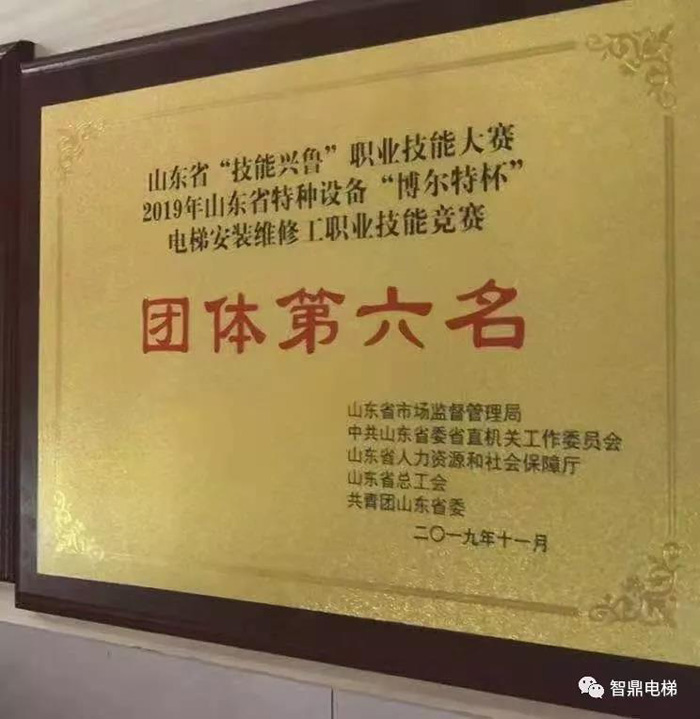 山东省“技能兴鲁”职业技能大赛
2019年山东省特种设备“博尔特杯”
电梯安装维修工职业技能竞赛
团体第六名
山东省市场监督管理局
中共山东省委省直机关工作委员会
山东省人力资源和社会保障厅
山东省总工会
共青团山东省委
二〇一九年十一月
智鼎电梯